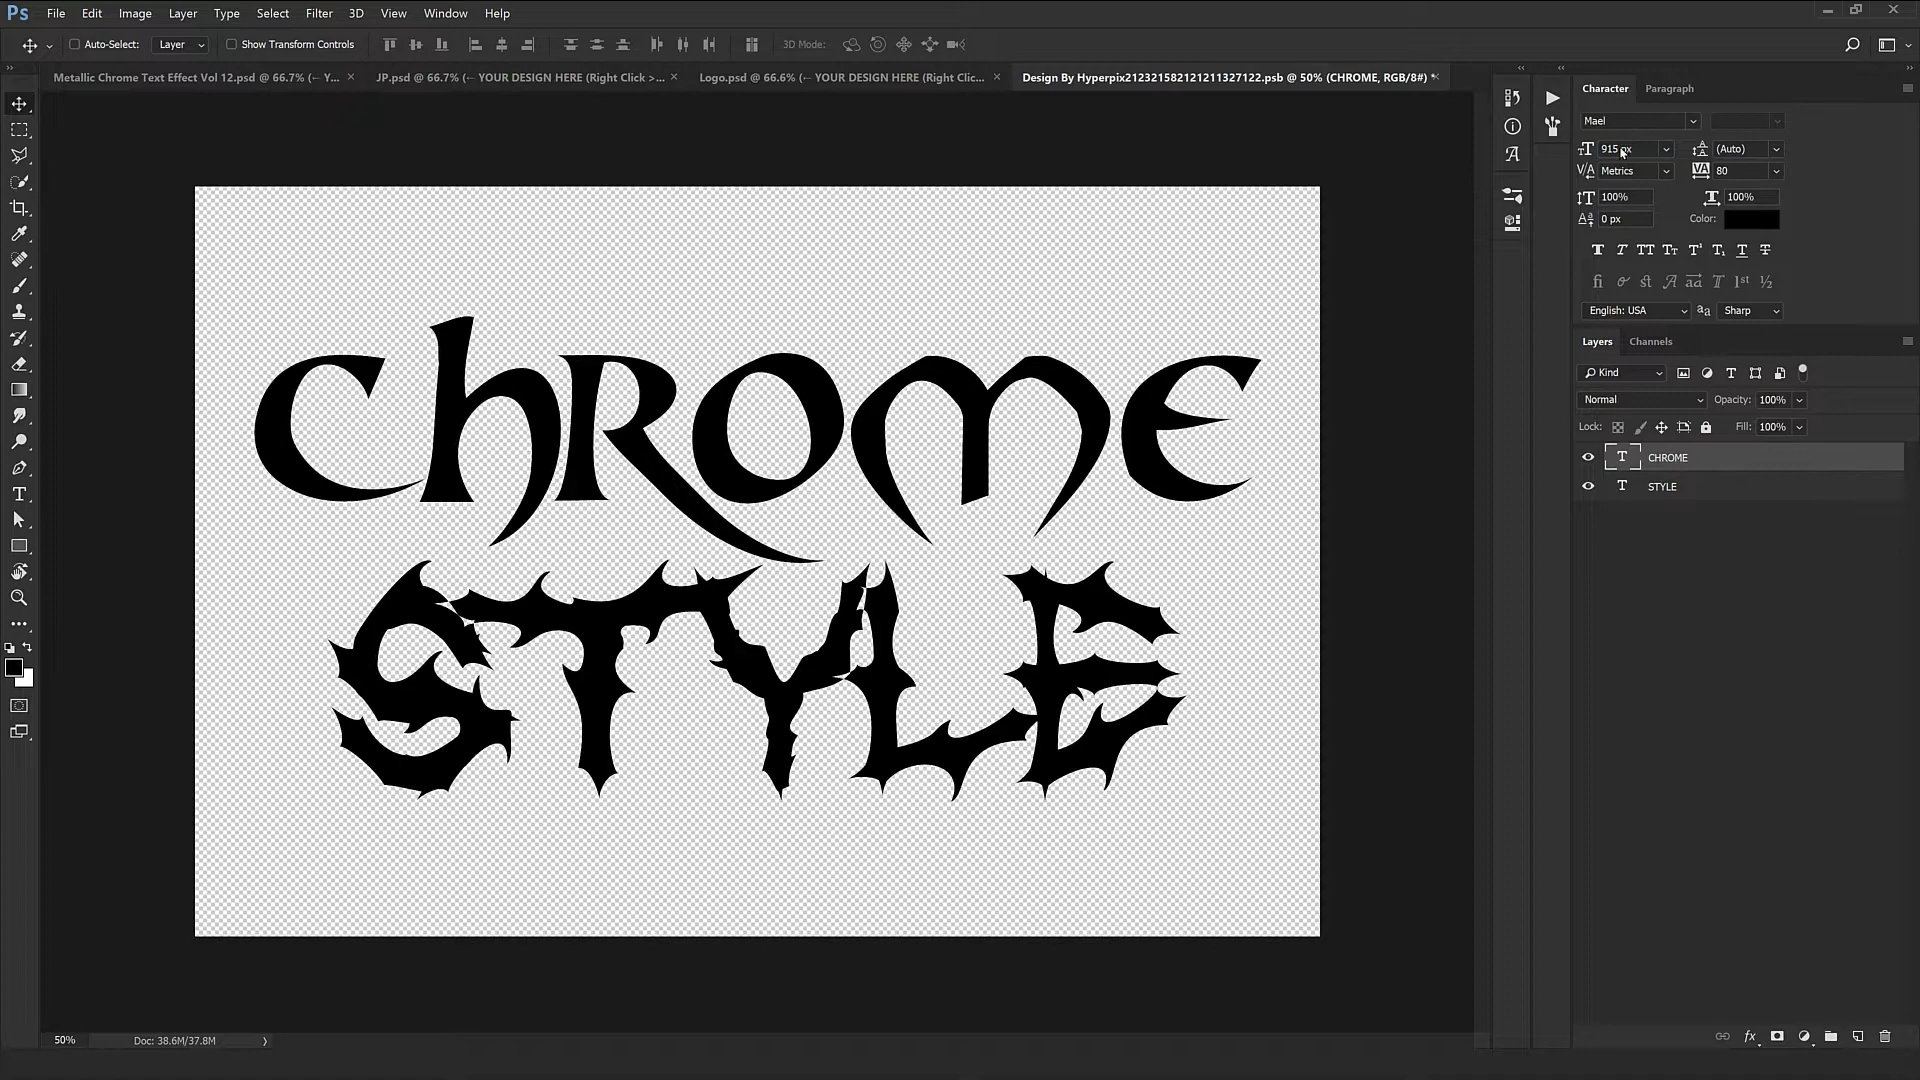 Ps File Edit Image Layer Type Select Filter 3D View Window Help
Auto-Select: Layer Show Transform Controls 3D Mode:
Metallic Chrome Text Effect Vol 12.psd @ 66.7% (← Y... × JP.psd @ 66.7% (← YOUR DESIGN HERE (Right Click >... × Logo.psd @ 66.6% (← YOUR DESIGN HERE (Right Clic... × Design By Hyperpix212321582121211327122.psb @ 50% (CHROME, RGB/8#) *
Character Paragraph
Mael
915 px (Auto)
Metrics 80
100% 100%
0 px Color:
English: USA aa Sharp
Layers Channels
Kind
Normal Opacity: 100%
Lock: Fill: 100%
T CHROME
T STYLE
CHROME
STYLE
50% Doc: 38.6M/37.8M
fx